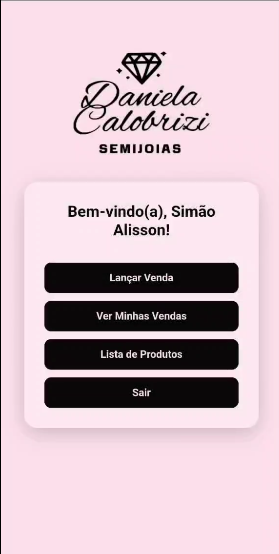 Daniela
Calobrizi
SEMIJOIAS
Bem-vindo(a), Simão
Alisson!
Lançar Venda
Ver Minhas Vendas
Lista de Produtos
Sair